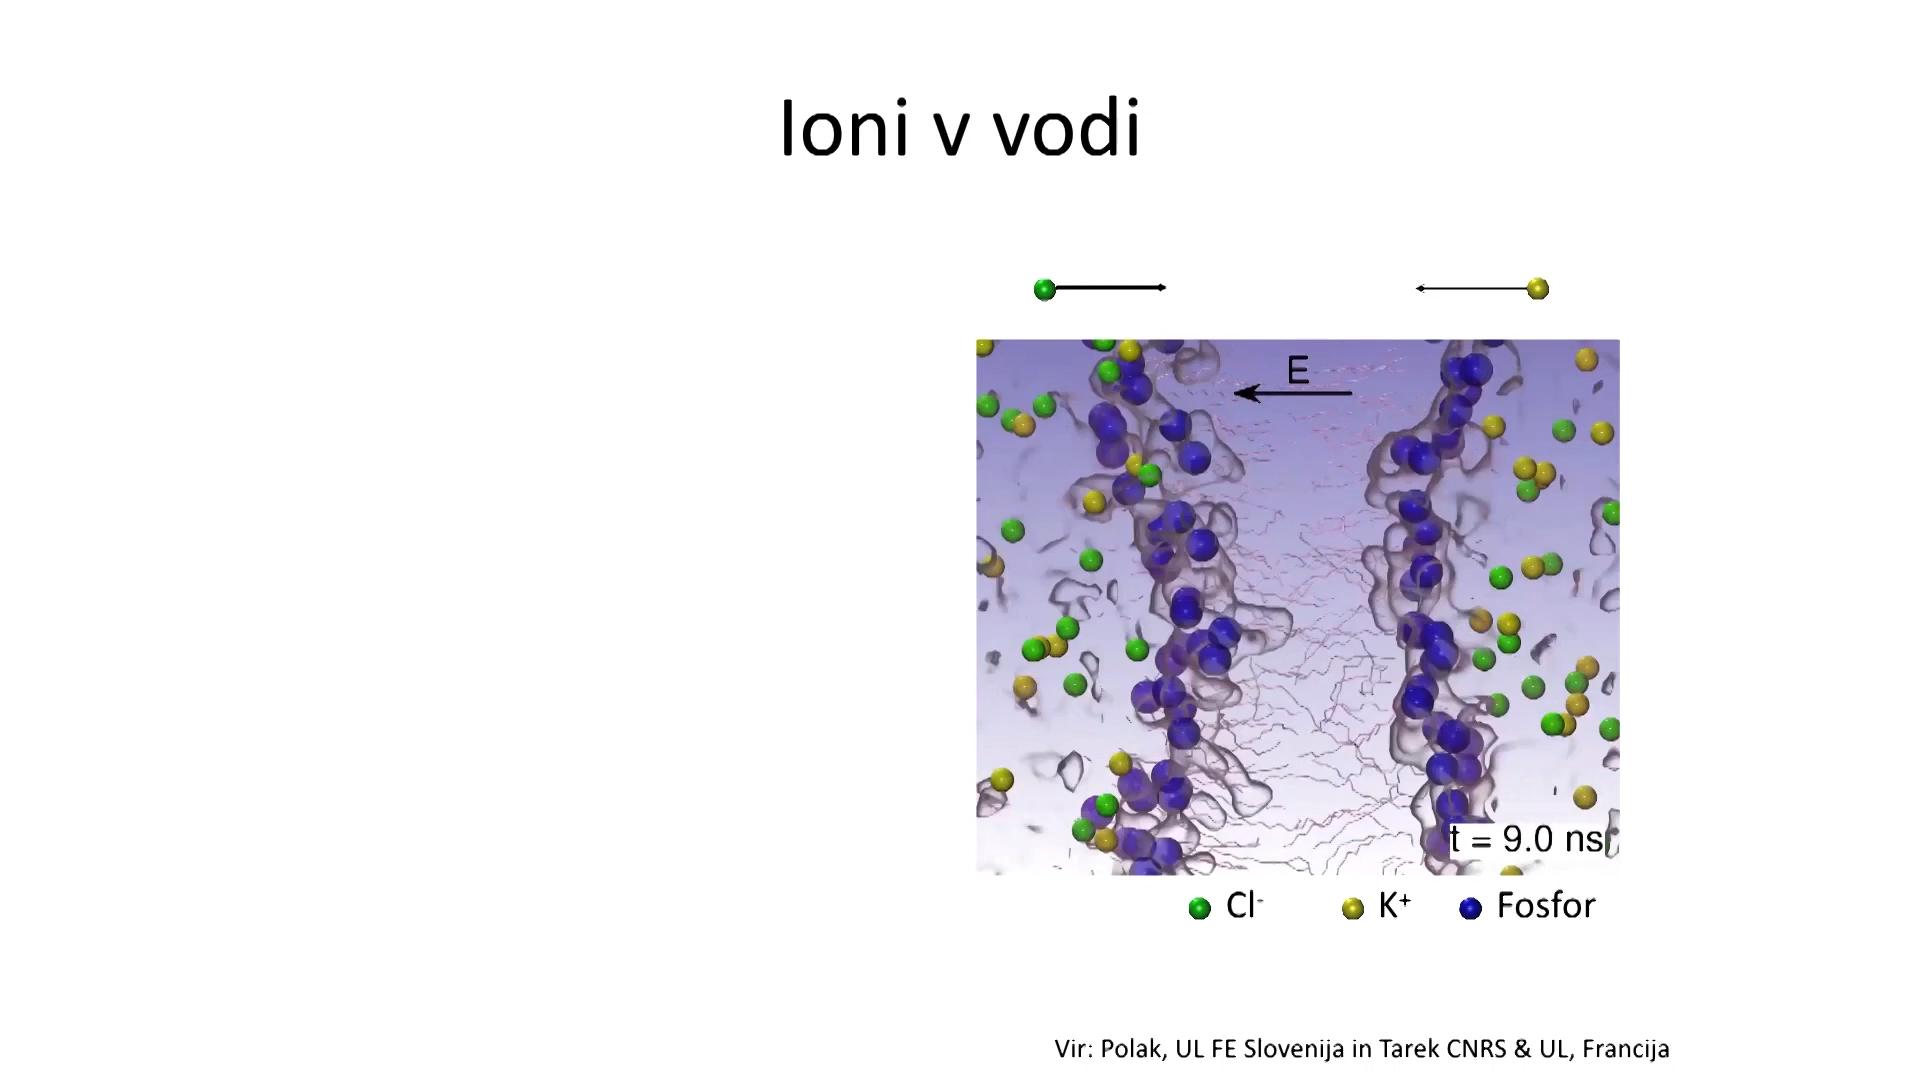 Ioni v vodi
E
t = 9.0 ns
Cl⁻ K⁺ Fosfor
Vir: Polak, UL FE Slovenija in Tarek CNRS & UL, Francija